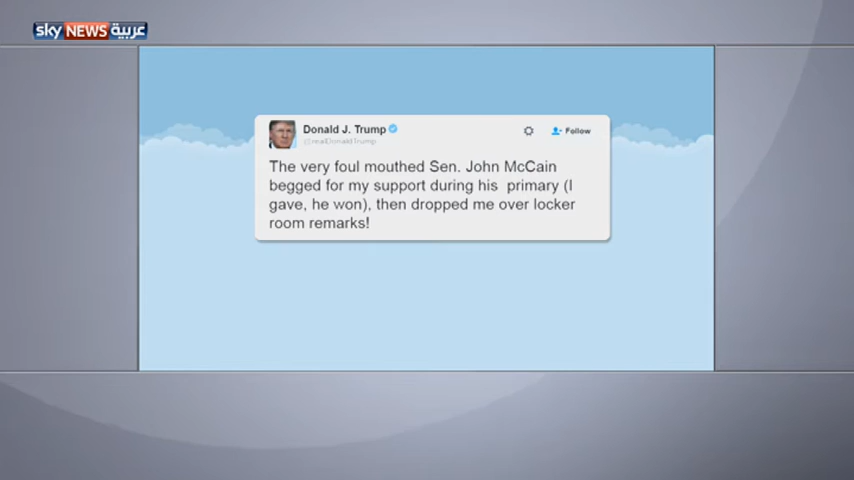 sky NEWS عربية
Donald J. Trump
@realDonaldTrump
Follow
The very foul mouthed Sen. John McCain
begged for my support during his primary (I
gave, he won), then dropped me over locker
room remarks!